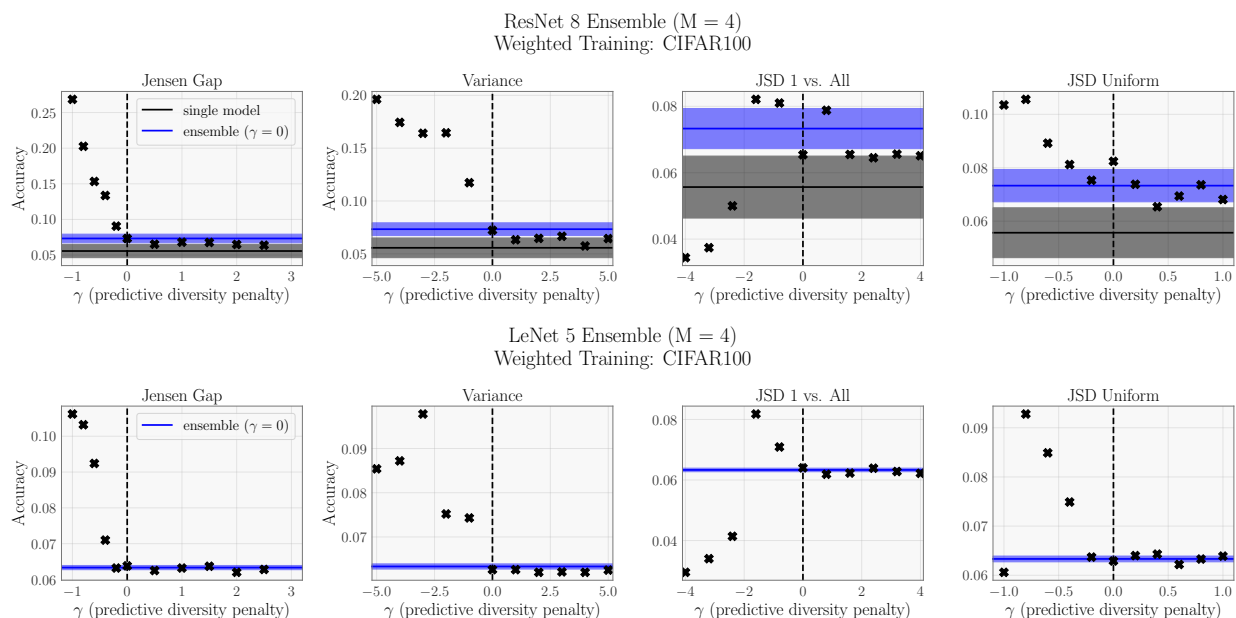 ResNet 8 Ensemble (M = 4)
Weighted Training: CIFAR100
Jensen Gap
Variance
JSD 1 vs. All
JSD Uniform
single model
ensemble (γ = 0)
Accuracy
0.25
0.20
0.15
0.10
0.05
−1 0 1 2 3
γ (predictive diversity penalty)
0.20
0.15
0.10
0.05
−5.0 −2.5 0.0 2.5 5.0
γ (predictive diversity penalty)
0.08
0.06
0.04
−4 −2 0 2 4
γ (predictive diversity penalty)
0.10
0.08
0.06
−1.0 −0.5 0.0 0.5 1.0
γ (predictive diversity penalty)
LeNet 5 Ensemble (M = 4)
Weighted Training: CIFAR100
Jensen Gap
Variance
JSD 1 vs. All
JSD Uniform
ensemble (γ = 0)
Accuracy
0.10
0.09
0.08
0.07
0.06
−1 0 1 2 3
γ (predictive diversity penalty)
0.09
0.08
0.07
−5.0 −2.5 0.0 2.5 5.0
γ (predictive diversity penalty)
0.08
0.06
0.04
−4 −2 0 2 4
γ (predictive diversity penalty)
0.09
0.08
0.07
0.06
−1.0 −0.5 0.0 0.5 1.0
γ (predictive diversity penalty)